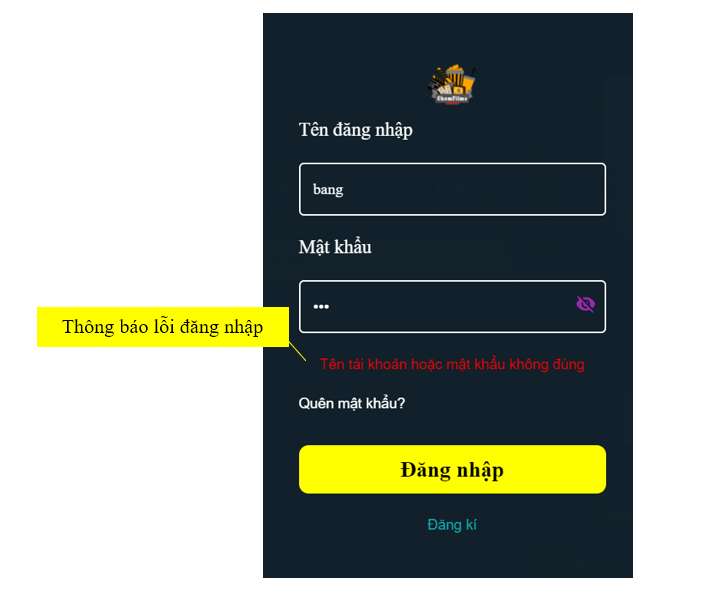 Tên đăng nhập
bang
Mật khẩu
•••
Thông báo lỗi đăng nhập
Tên tài khoản hoặc mật khẩu không đúng
Quên mật khẩu?
Đăng nhập
Đăng kí